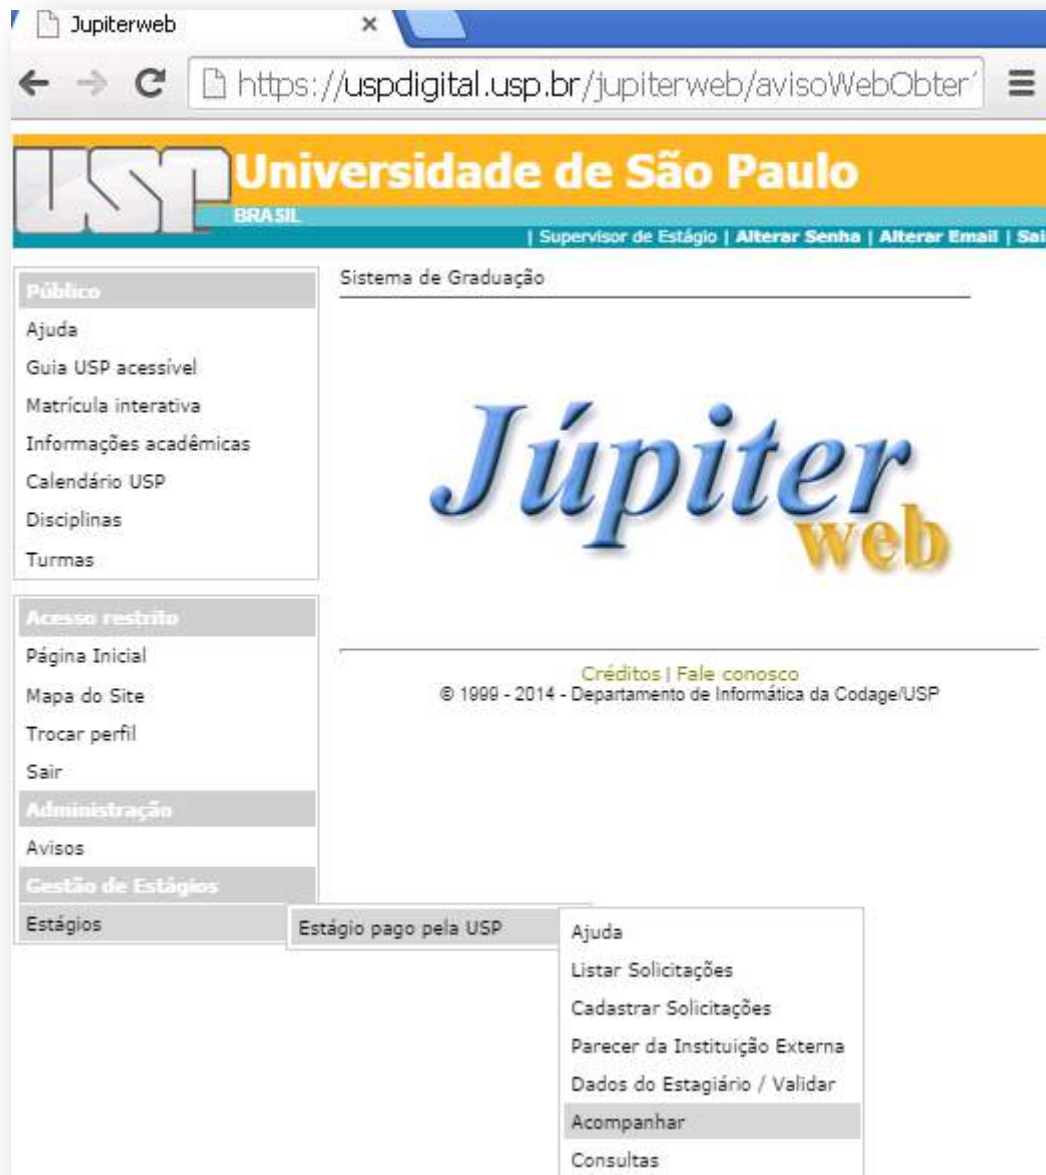 Jupiterweb
https://uspdigital.usp.br/jupiterweb/avisoWebObter
USP Universidade de São Paulo
BRASIL
| Supervisor de Estágio | Alterar Senha | Alterar Email | Sai
Público
Ajuda
Guia USP acessível
Matrícula interativa
Informações acadêmicas
Calendário USP
Disciplinas
Turmas
Acesso restrito
Página Inicial
Mapa do Site
Trocar perfil
Sair
Administração
Avisos
Gestão de Estágios
Estágios
Estágio pago pela USP
Ajuda
Listar Solicitações
Cadastrar Solicitações
Parecer da Instituição Externa
Dados do Estagiário / Validar
Acompanhar
Consultas
Sistema de Graduação
Júpiter
web
Créditos | Fale conosco
© 1999 - 2014 - Departamento de Informática da Codage/USP